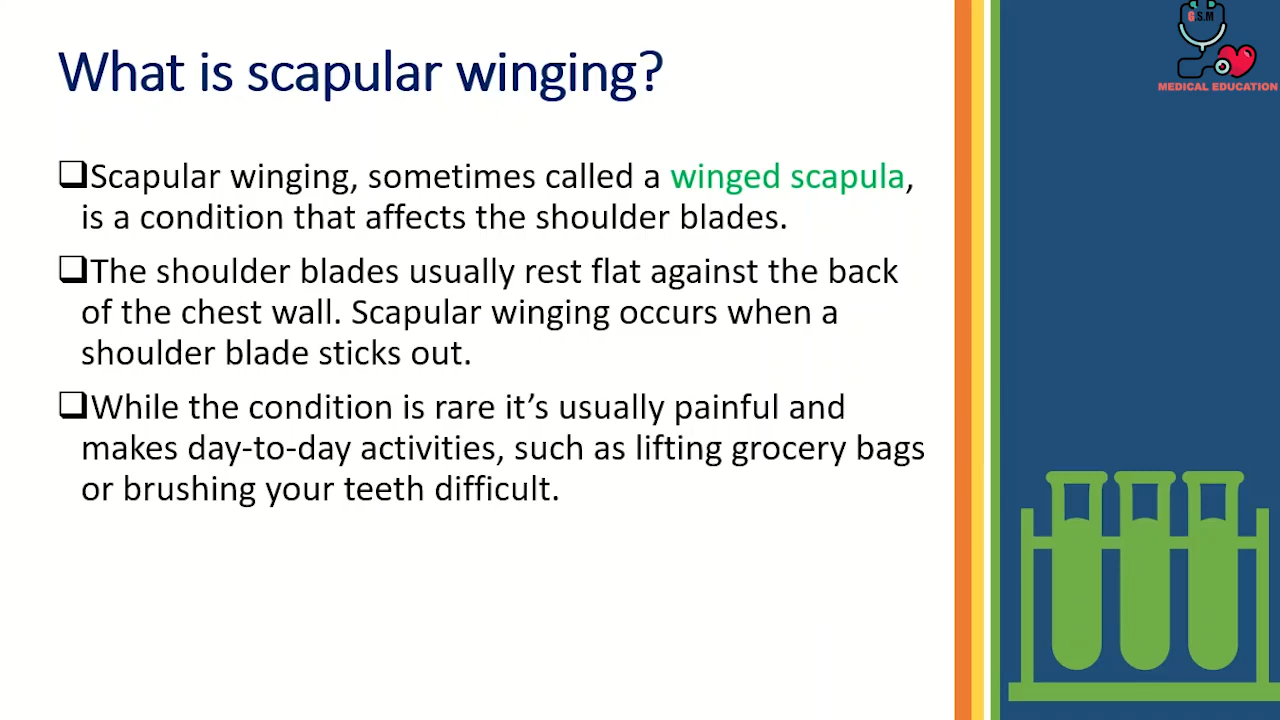 G.S.M
MEDICAL EDUCATION
What is scapular winging?
❑Scapular winging, sometimes called a winged scapula,
is a condition that affects the shoulder blades.
❑The shoulder blades usually rest flat against the back
of the chest wall. Scapular winging occurs when a
shoulder blade sticks out.
❑While the condition is rare it’s usually painful and
makes day-to-day activities, such as lifting grocery bags
or brushing your teeth difficult.